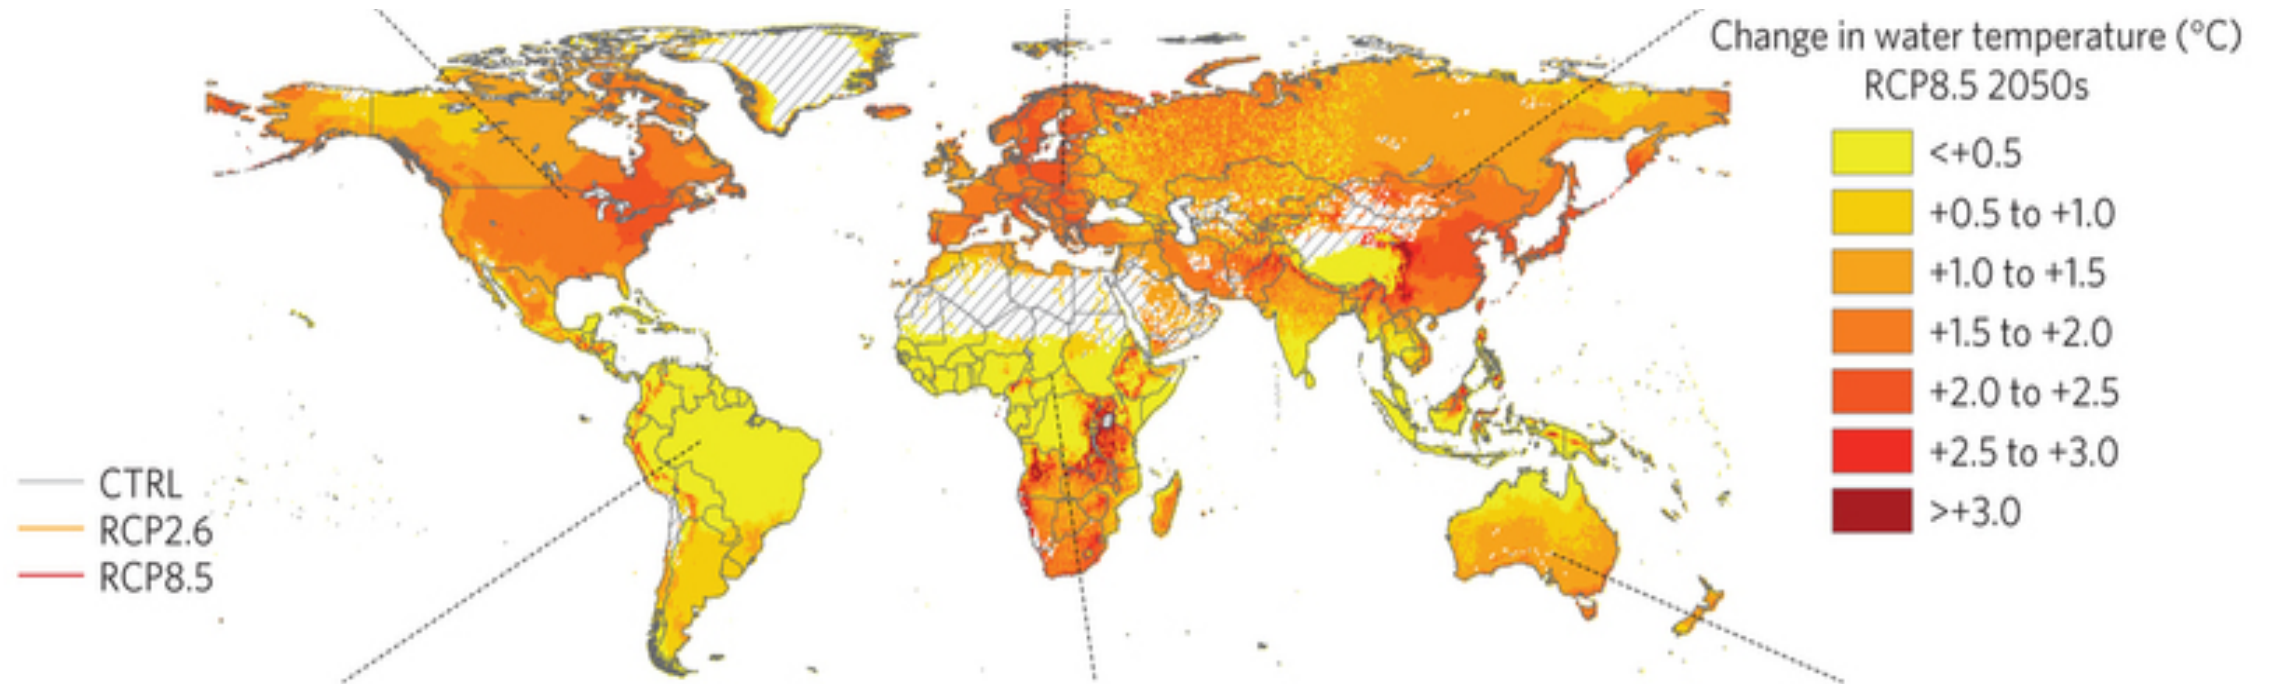 Change in water temperature (°C)
RCP8.5 2050s
<+0.5
+0.5 to +1.0
+1.0 to +1.5
+1.5 to +2.0
+2.0 to +2.5
+2.5 to +3.0
>+3.0
CTRL
RCP2.6
RCP8.5